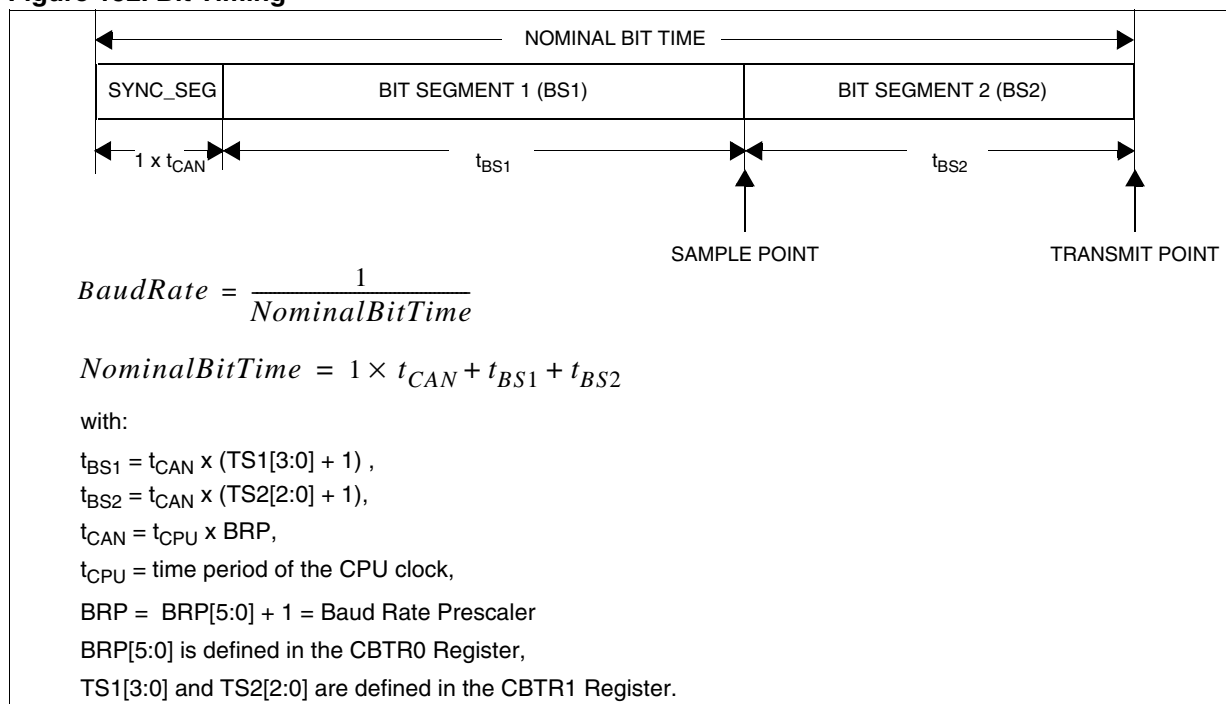 NOMINAL BIT TIME
SYNC_SEG BIT SEGMENT 1 (BS1) BIT SEGMENT 2 (BS2)
1 x tCAN tBS1 tBS2
SAMPLE POINT TRANSMIT POINT
BaudRate = 1 / NominalBitTime
NominalBitTime = 1 × tCAN + tBS1 + tBS2
with:
tBS1 = tCAN x (TS1[3:0] + 1) ,
tBS2 = tCAN x (TS2[2:0] + 1),
tCAN = tCPU x BRP,
tCPU = time period of the CPU clock,
BRP = BRP[5:0] + 1 = Baud Rate Prescaler
BRP[5:0] is defined in the CBTR0 Register,
TS1[3:0] and TS2[2:0] are defined in the CBTR1 Register.